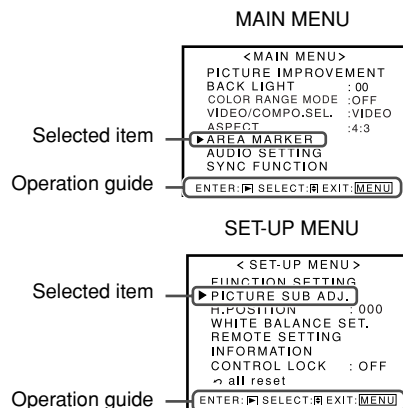 MAIN MENU
<MAIN MENU>
PICTURE IMPROVEMENT
BACK LIGHT : 00
COLOR RANGE MODE :OFF
VIDEO/COMPO.SEL. :VIDEO
ASPECT :4:3
Selected item ▶AREA MARKER
AUDIO SETTING
SYNC FUNCTION
Operation guide ENTER:▶ SELECT:⬍ EXIT:MENU
SET-UP MENU
< SET-UP MENU>
FUNCTION SETTING
Selected item ▶PICTURE SUB ADJ.
H.POSITION : 000
WHITE BALANCE SET.
REMOTE SETTING
INFORMATION
CONTROL LOCK : OFF
all reset
Operation guide ENTER:▶ SELECT:⬍ EXIT:MENU